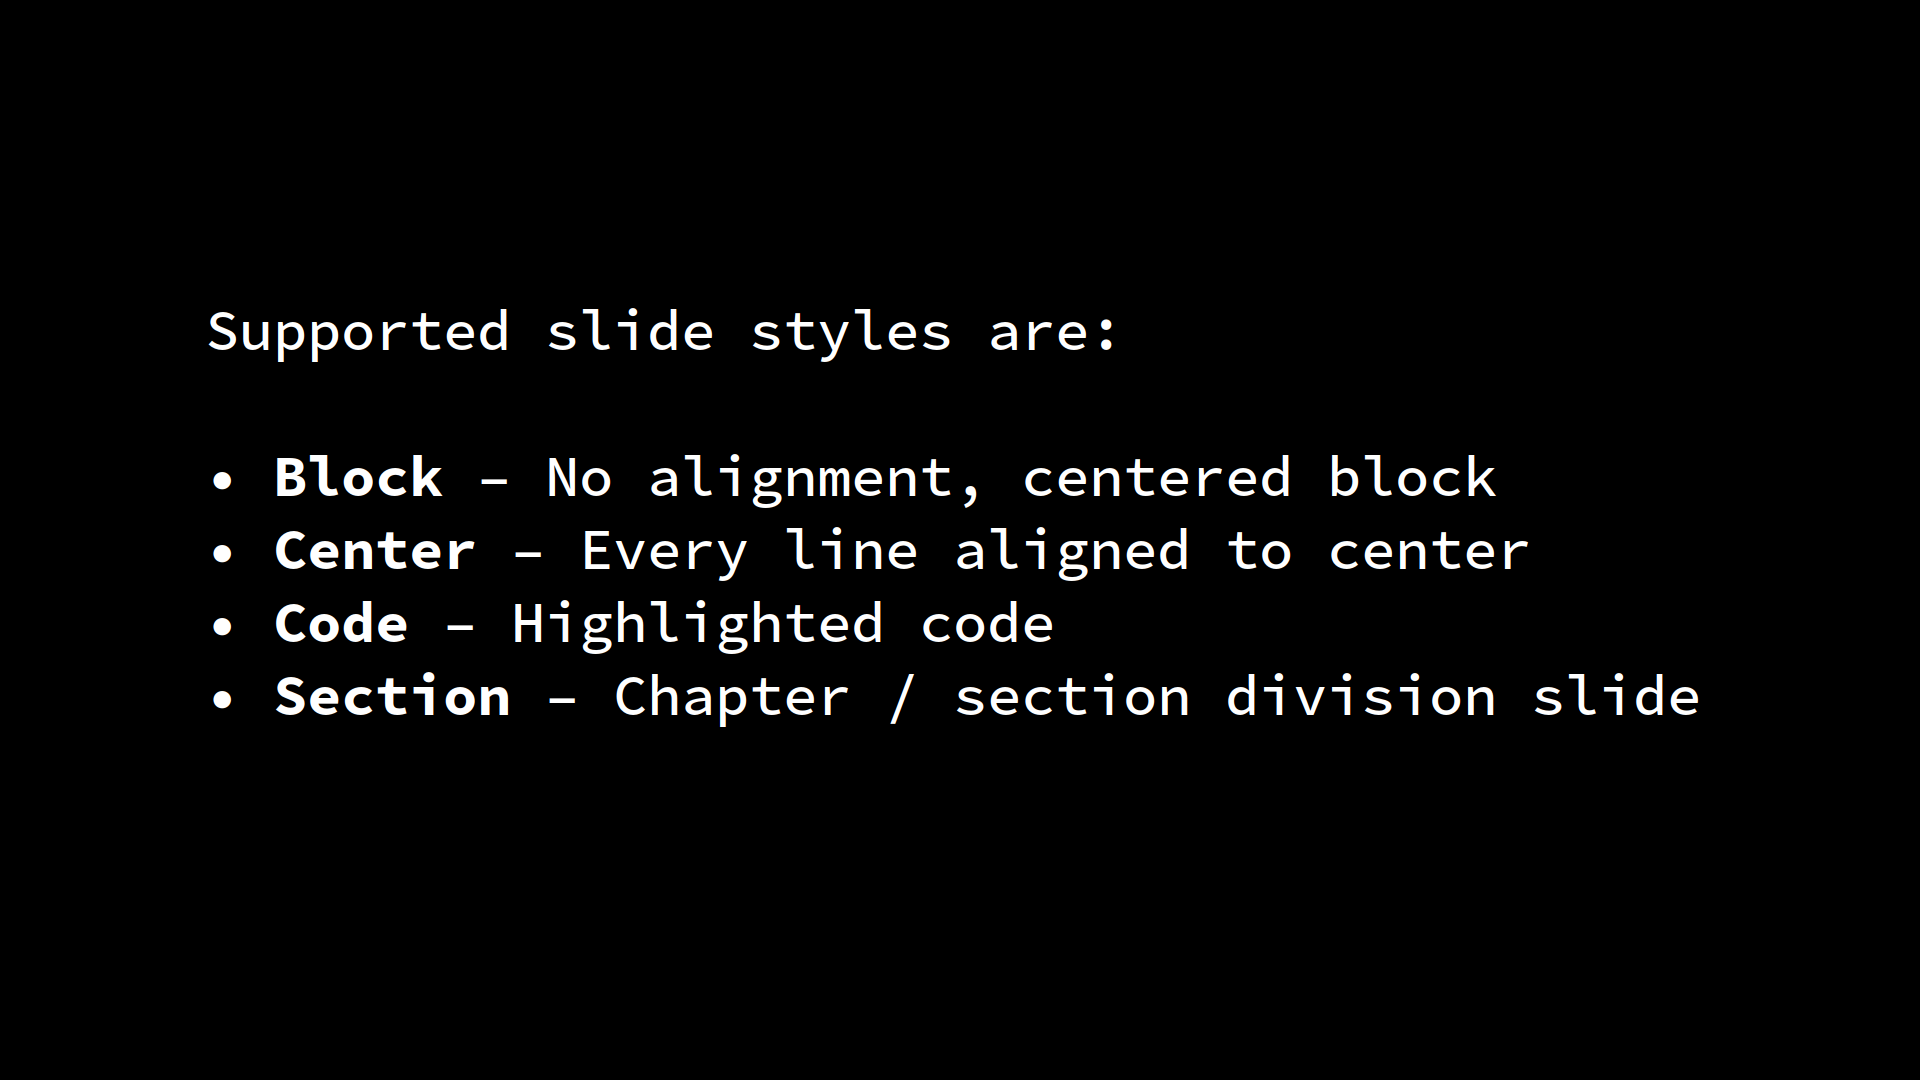 Supported slide styles are:
• Block – No alignment, centered block
• Center – Every line aligned to center
• Code – Highlighted code
• Section – Chapter / section division slide